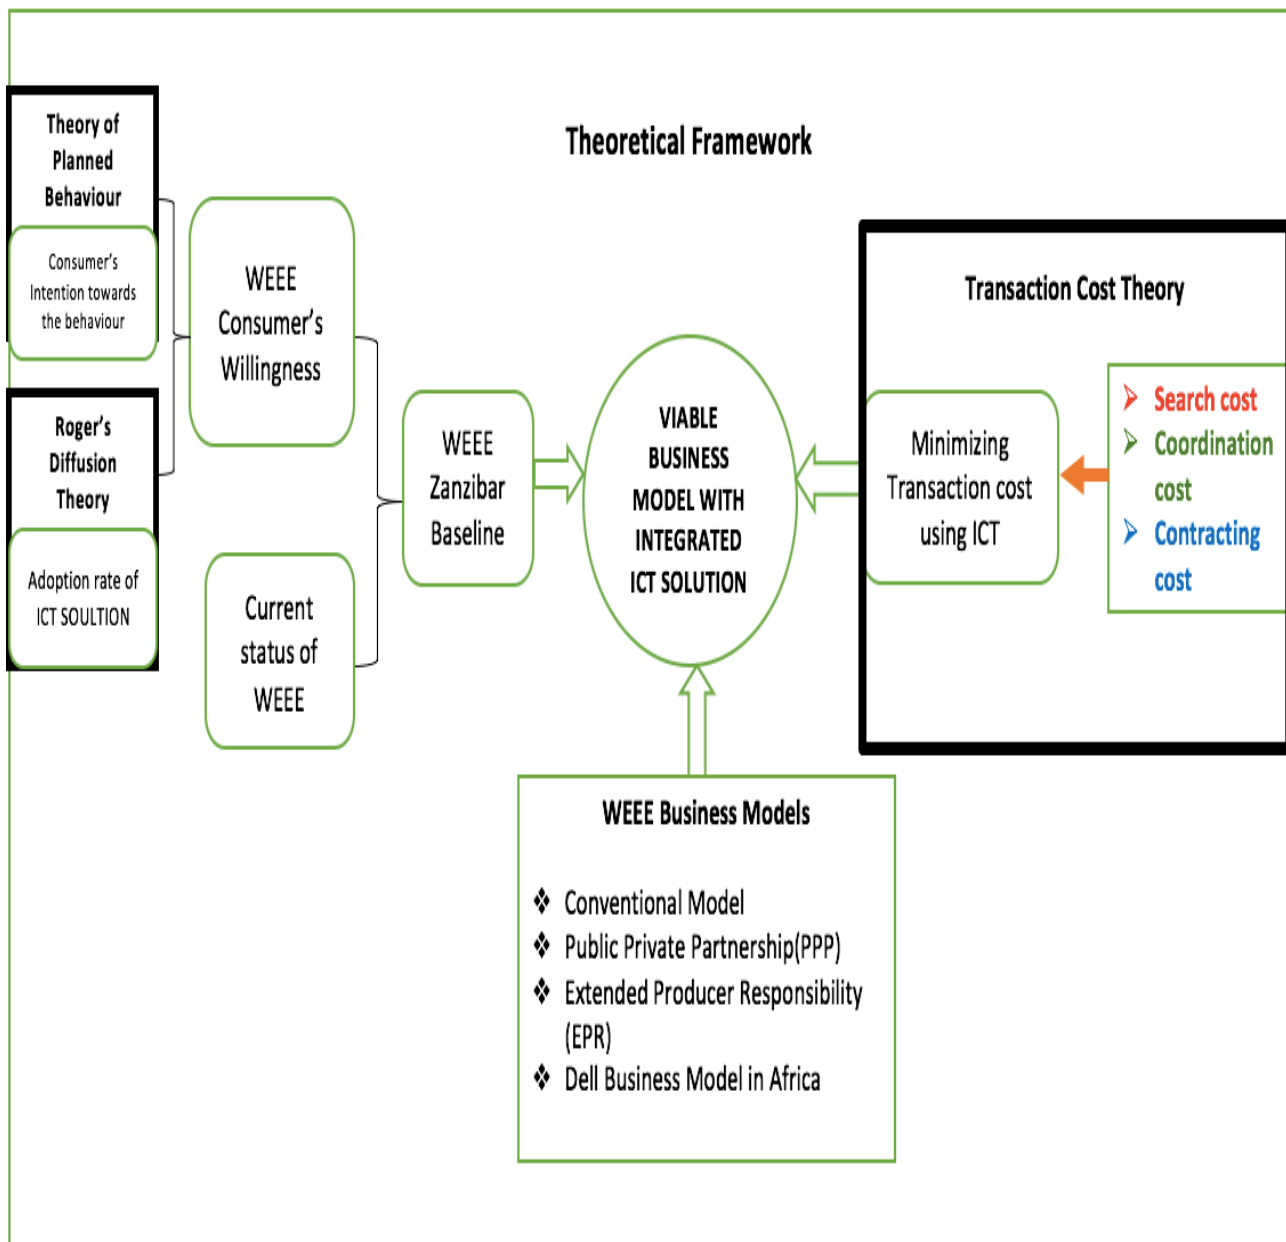 Theoretical Framework
Theory of
Planned
Behaviour
Consumer's
Intention towards
the behaviour
Roger's
Diffusion
Theory
Adoption rate of
ICT SOULTION
WEEE
Consumer's
Willingness
Current
status of
WEEE
WEEE
Zanzibar
Baseline
VIABLE
BUSINESS
MODEL WITH
INTEGRATED
ICT SOLUTION
Transaction Cost Theory
Minimizing
Transaction cost
using ICT
Search cost
Coordination
cost
Contracting
cost
WEEE Business Models
Conventional Model
Public Private Partnership(PPP)
Extended Producer Responsibility
(EPR)
Dell Business Model in Africa